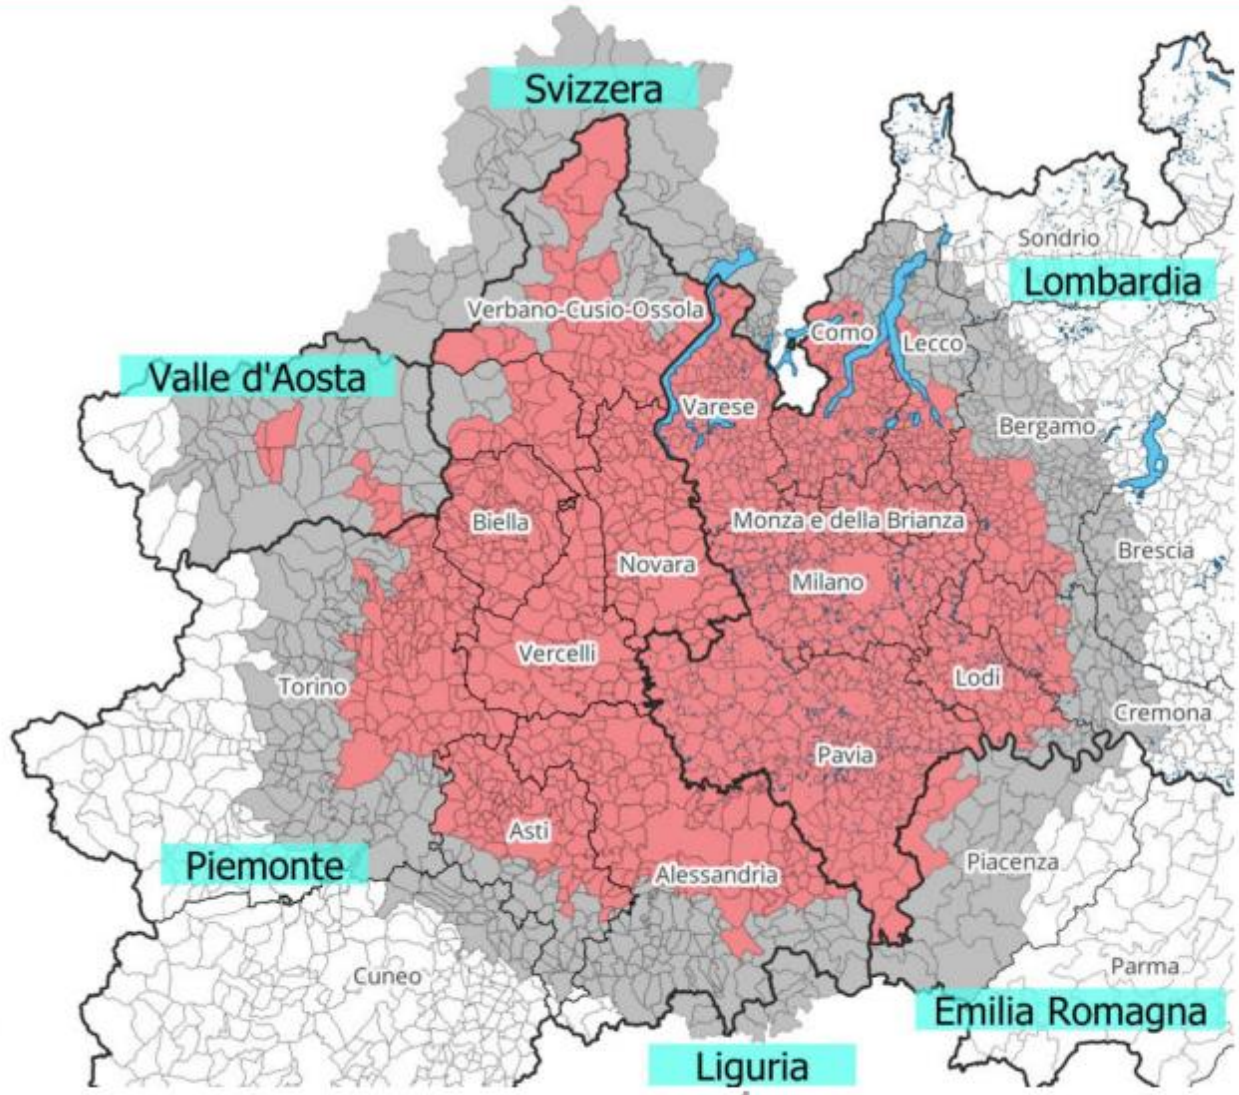 Svizzera
Sondrio
Lombardia
Verbano-Cusio-Ossola
Como
Lecco
Valle d'Aosta
Varese
Bergamo
Biella
Monza e della Brianza
Brescia
Novara
Milano
Vercelli
Torino
Lodi
Cremona
Pavia
Asti
Piemonte
Alessandria
Piacenza
Cuneo
Parma
Emilia Romagna
Liguria